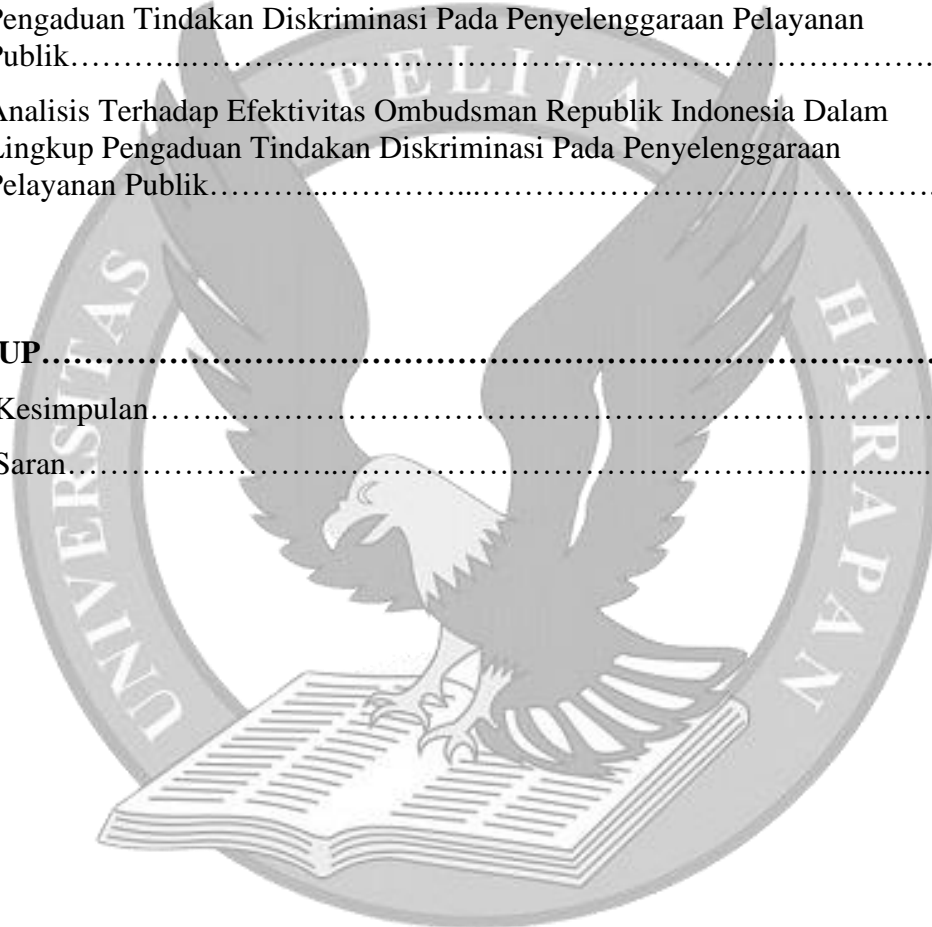 Pengaduan Tindakan Diskriminasi Pada Penyelenggaraan Pelayanan
Publik………...……………………………………………………………….
Analisis Terhadap Efektivitas Ombudsman Republik Indonesia Dalam
Lingkup Pengaduan Tindakan Diskriminasi Pada Penyelenggaraan
Pelayanan Publik………...…………...……………………………………….
UP……………………………………………………………………………….
Kesimpulan……..…………………………………………………………….
Saran……………………...……………………………………………..........
UNIVERSITAS PELITA HARAPAN